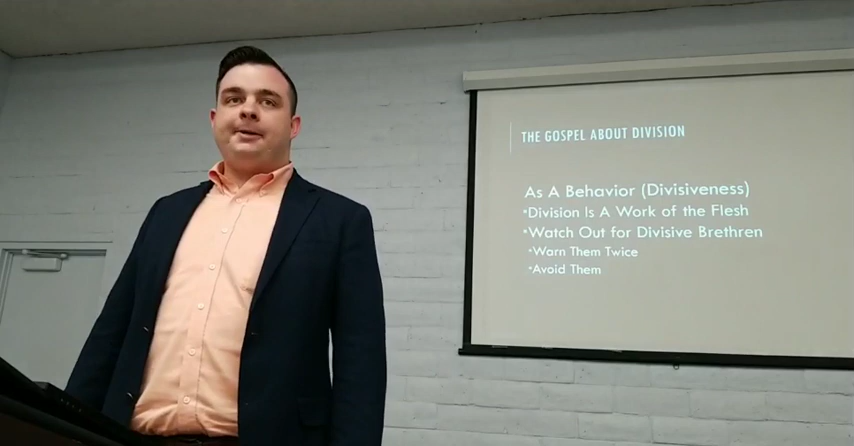 THE GOSPEL ABOUT DIVISION
As A Behavior (Divisiveness)
•Division Is A Work of the Flesh
•Watch Out for Divisive Brethren
•Warn Them Twice
•Avoid Them